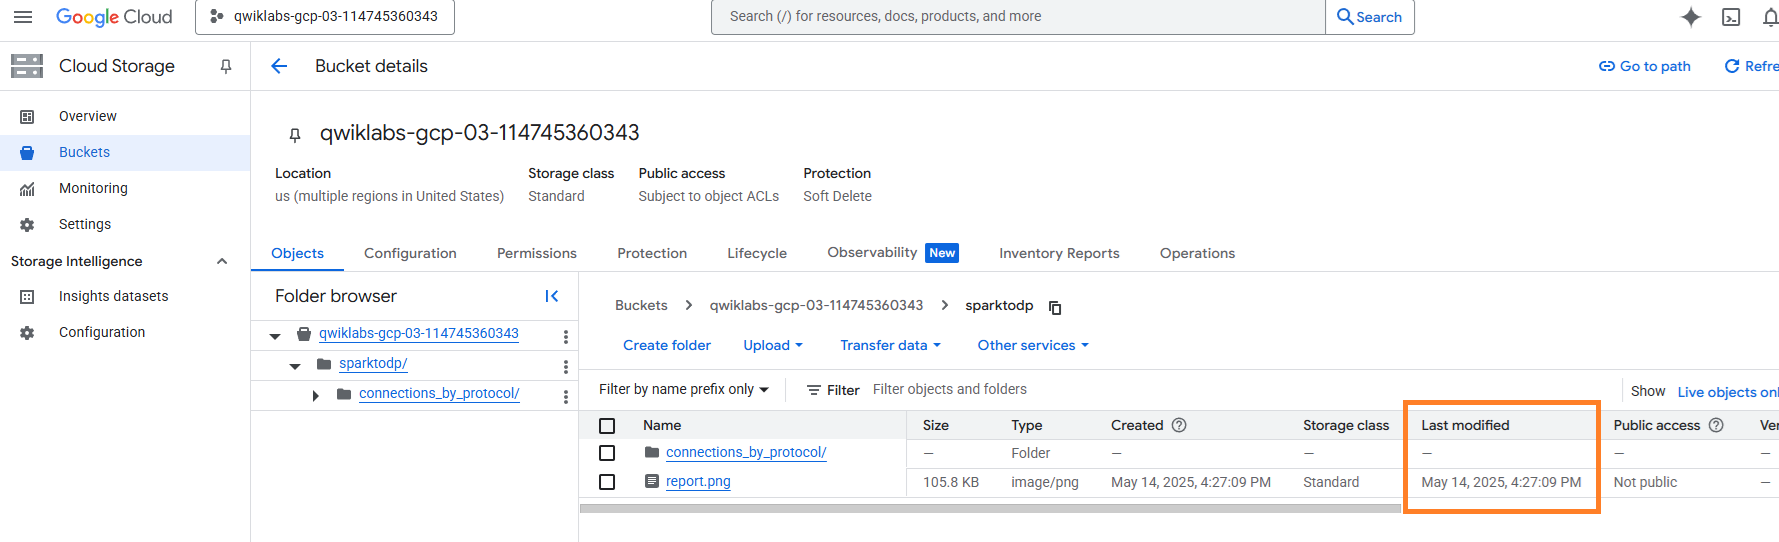 Google Cloud
qwiklabs-gcp-03-114745360343
Search (/) for resources, docs, products, and more
Search
Cloud Storage
Bucket details
Go to path
Refre
Overview
Buckets
Monitoring
Settings
Storage Intelligence
Insights datasets
Configuration
qwiklabs-gcp-03-114745360343
Location Storage class Public access Protection
us (multiple regions in United States) Standard Subject to object ACLs Soft Delete
Objects Configuration Permissions Protection Lifecycle Observability New Inventory Reports Operations
Folder browser
qwiklabs-gcp-03-114745360343
sparktodp/
connections_by_protocol/
Buckets > qwiklabs-gcp-03-114745360343 > sparktodp
Create folder Upload Transfer data Other services
Filter by name prefix only Filter Filter objects and folders Show Live objects onl
Name Size Type Created Storage class Last modified Public access Ver
connections_by_protocol/ — Folder — — — — —
report.png 105.8 KB image/png May 14, 2025, 4:27:09 PM Standard May 14, 2025, 4:27:09 PM Not public —